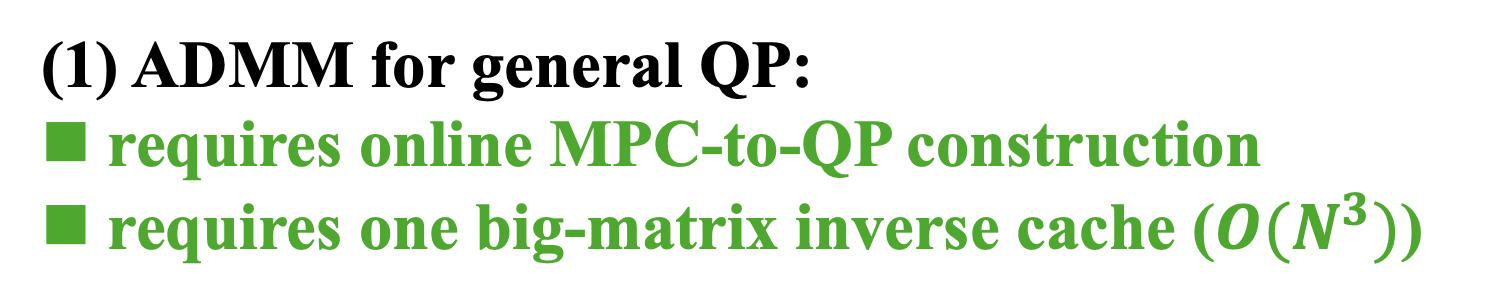 (1) ADMM for general QP:
■ requires online MPC-to-QP construction
■ requires one big-matrix inverse cache (O(N³))